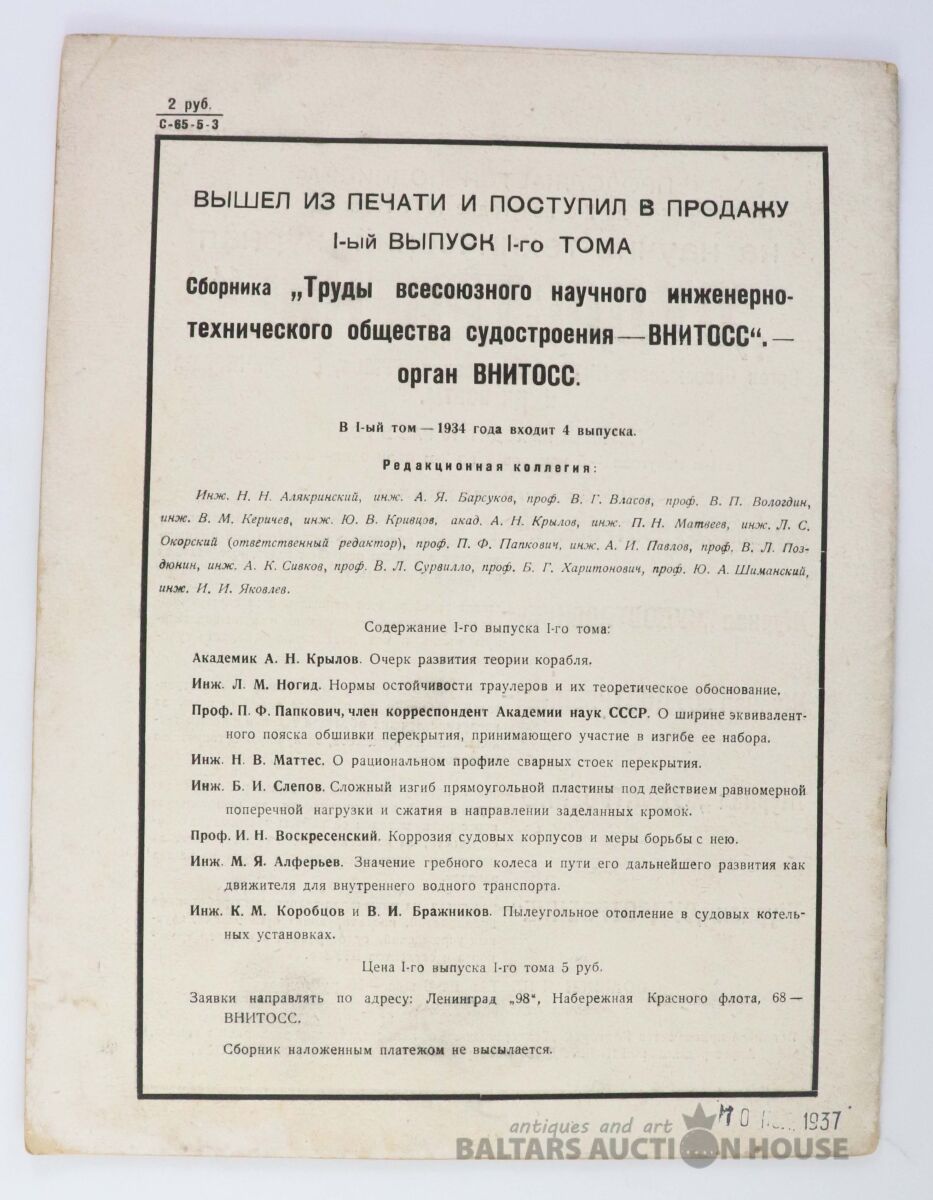 2 руб.
С-65-5-3
ВЫШЕЛ ИЗ ПЕЧАТИ И ПОСТУПИЛ В ПРОДАЖУ
I-ый ВЫПУСК I-го ТОМА
Сборника „Труды всесоюзного научного инженерно-
технического общества судостроения—ВНИТОСС“.—
орган ВНИТОСС.
В I-ый том — 1934 года входит 4 выпуска.
Редакционная коллегия:
Инж. Н. Н. Алякринский, инж. А. Я. Барсуков, проф. В. Г. Власов, проф. В. П. Вологдин,
инж. В. М. Керичев, инж. Ю. В. Кривцов, акад. А. Н. Крылов, инж. П. Н. Матвеев, инж. Л. С.
Окорский (ответственный редактор), проф. П. Ф. Папкович, инж. А. И. Павлов, проф. В. Л. Поз-
дюнин, инж. А. К. Сивков, проф. В. Л. Сурвилло, проф. Б. Г. Харитонович, проф. Ю. А. Шиманский,
инж. И. И. Яковлев.
Содержание I-го выпуска I-го тома:
Академик А. Н. Крылов. Очерк развития теории корабля.
Инж. Л. М. Ногид. Нормы остойчивости траулеров и их теоретическое обоснование.
Проф. П. Ф. Папкович, член корреспондент Академии наук СССР. О ширине эквивалент-
ного пояска обшивки перекрытия, принимающего участие в изгибе ее набора.
Инж. Н. В. Маттес. О рациональном профиле сварных стоек перекрытия.
Инж. Б. И. Слепов. Сложный изгиб прямоугольной пластины под действием равномерной
поперечной нагрузки и сжатия в направлении заделанных кромок.
Проф. И. Н. Воскресенский. Коррозия судовых корпусов и меры борьбы с нею.
Инж. М. Я. Алферьев. Значение гребного колеса и пути его дальнейшего развития как
движителя для внутреннего водного транспорта.
Инж. К. М. Коробцов и В. И. Бражников. Пылеугольное отопление в судовых котель-
ных установках.
Цена I-го выпуска I-го тома 5 руб.
Заявки направлять по адресу: Ленинград „98“, Набережная Красного флота, 68 —
ВНИТОСС.
Сборник наложенным платежом не высылается.
1937
antiques and art
BALTARS AUCTION HOUSE